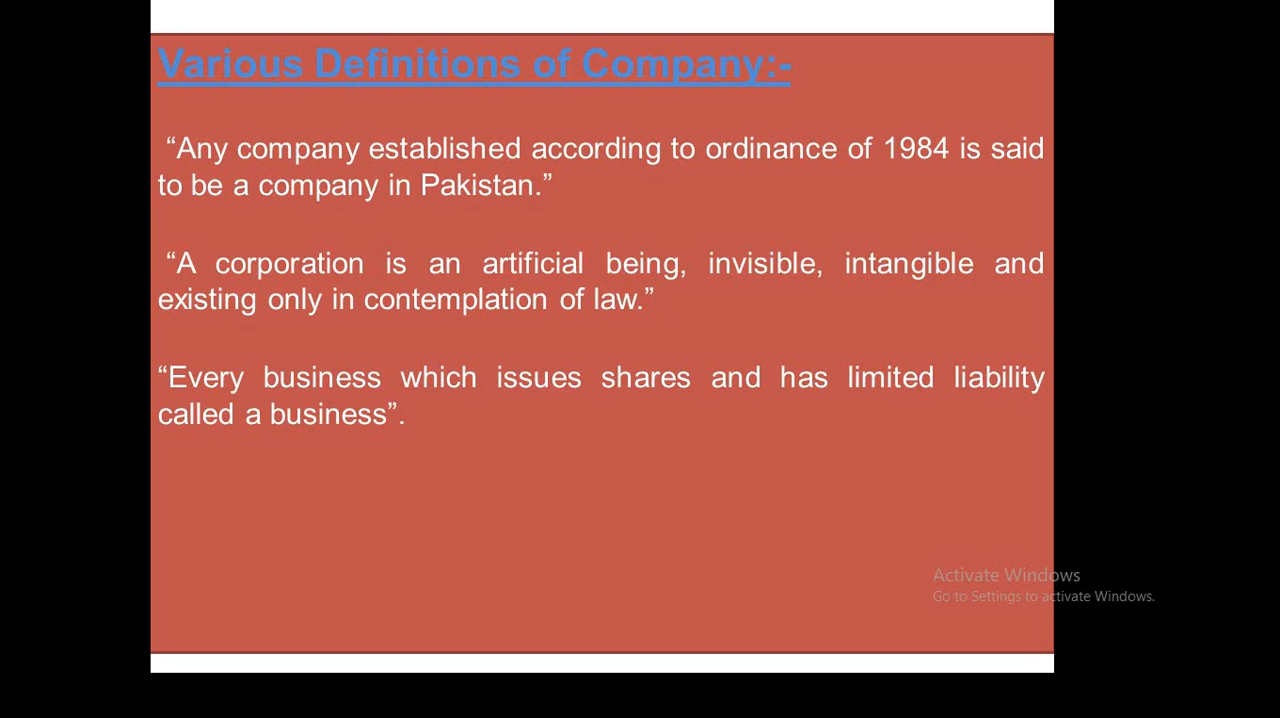 Various Definitions of Company:-
“Any company established according to ordinance of 1984 is said
to be a company in Pakistan.”
“A corporation is an artificial being, invisible, intangible and
existing only in contemplation of law.”
“Every business which issues shares and has limited liability
called a business”.
Activate Windows
Go to Settings to activate Windows.